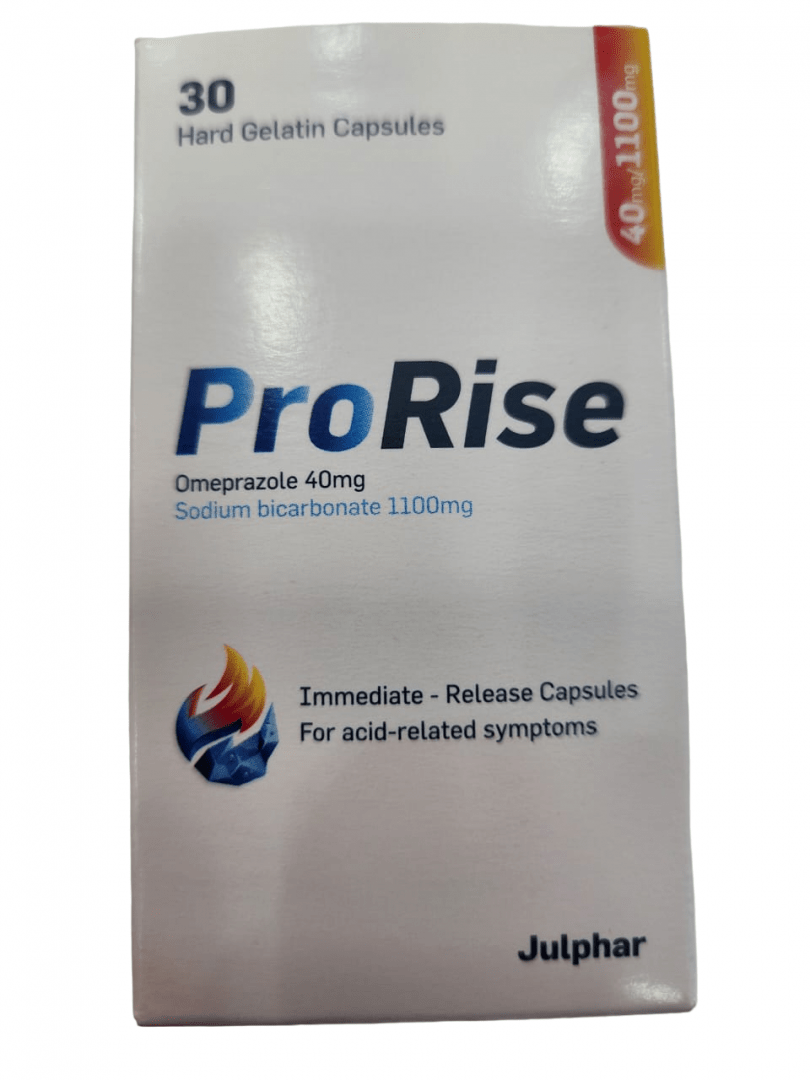 30
Hard Gelatin Capsules
40mg/1100mg
ProRise
Omeprazole 40mg
Sodium bicarbonate 1100mg
Immediate - Release Capsules
For acid-related symptoms
Julphar